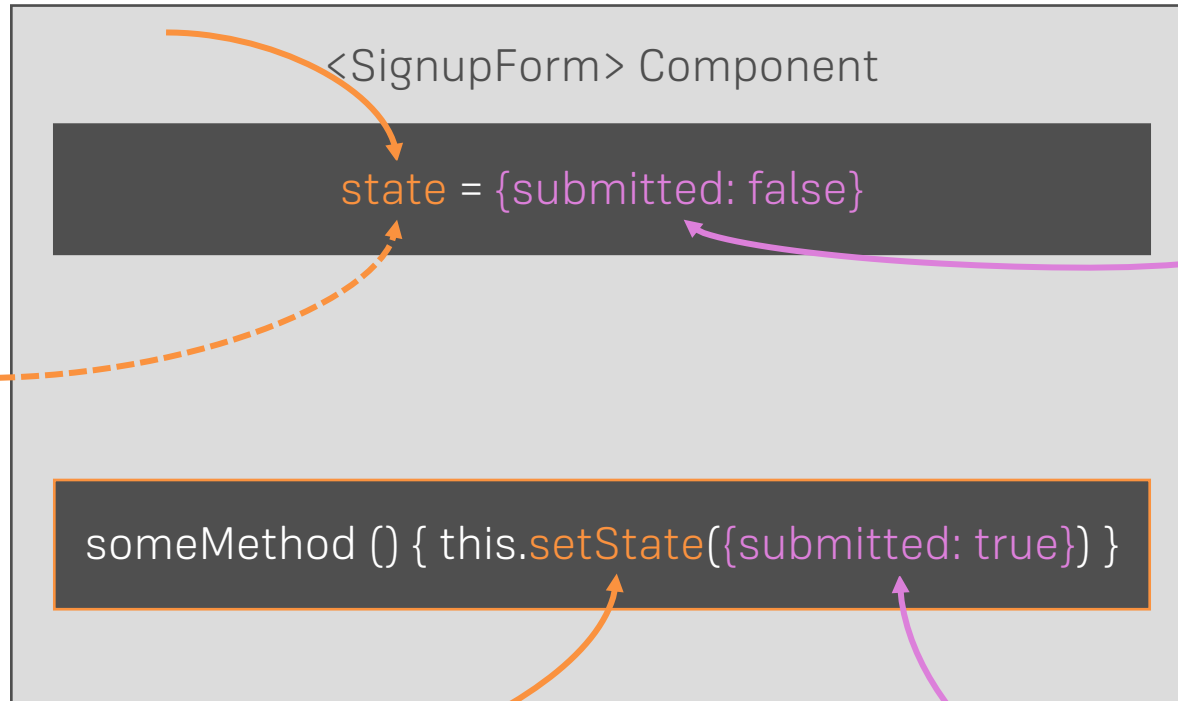 <SignupForm> Component
state = {submitted: false}
someMethod () { this.setState({submitted: true}) }